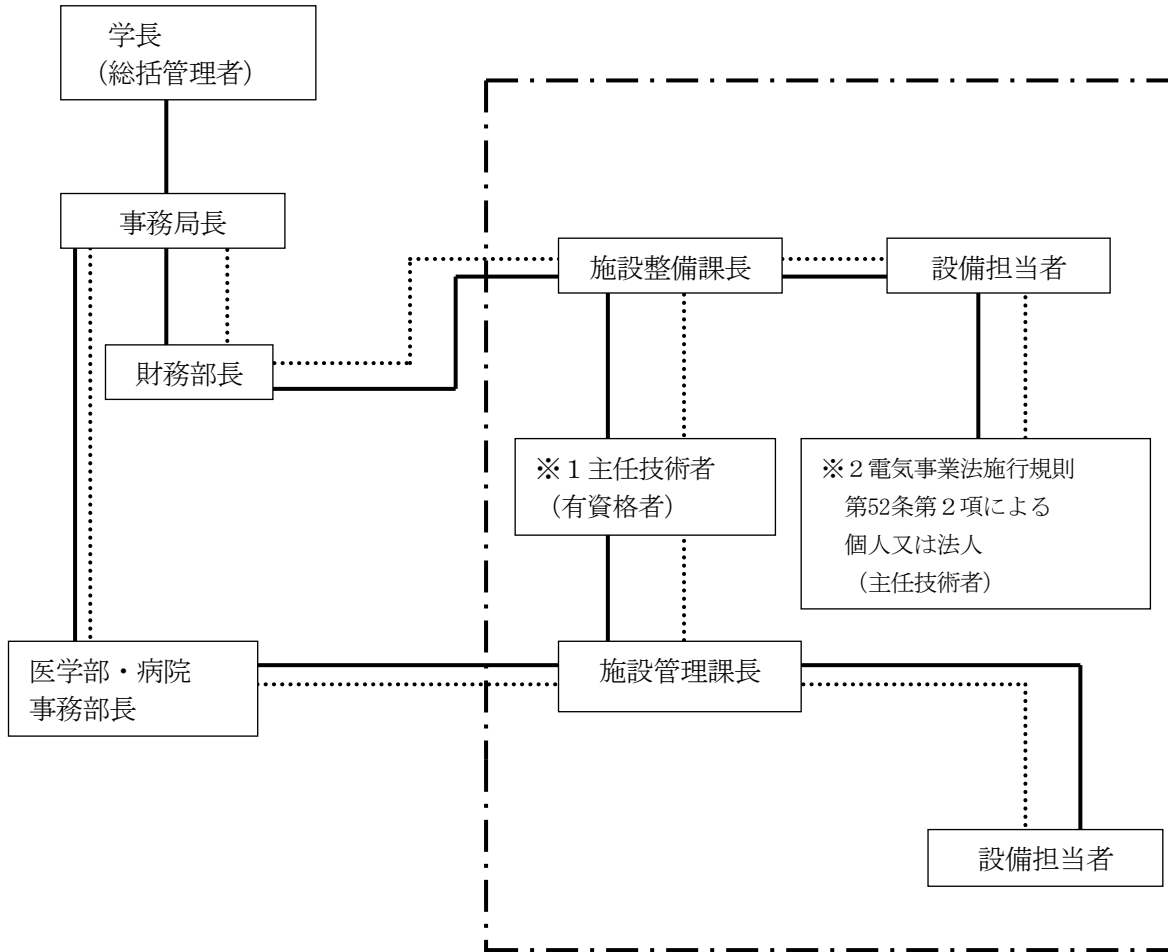 学長
（総括管理者）
事務局長
財務部長
施設整備課長
設備担当者
※１主任技術者
（有資格者）
※２電気事業法施行規則
第52条第２項による
個人又は法人
（主任技術者）
医学部・病院
事務部長
施設管理課長
設備担当者